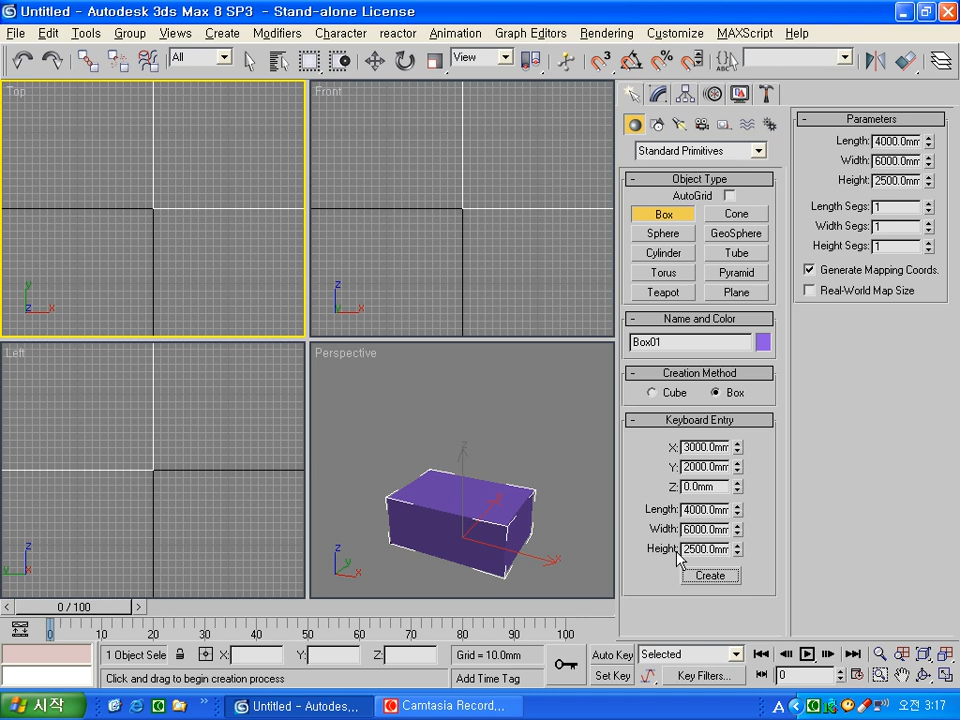 Untitled - Autodesk 3ds Max 8 SP3 - Stand-alone License
File Edit Tools Group Views Create Modifiers Character reactor Animation Graph Editors Rendering Customize MAXScript Help
All View
Top Front
Left Perspective
y x z z x y
z y x z x y
z x
Standard Primitives
- Object Type
AutoGrid
Box Cone
Sphere GeoSphere
Cylinder Tube
Torus Pyramid
Teapot Plane
- Name and Color
Box01
- Creation Method
Cube Box
- Keyboard Entry
X: 3000.0mm
Y: 2000.0mm
Z: 0.0mm
Length: 4000.0mm
Width: 6000.0mm
Height: 2500.0mm
Create
- Parameters
Length: 4000.0mm
Width: 6000.0mm
Height: 2500.0mm
Length Segs: 1
Width Segs: 1
Height Segs: 1
Generate Mapping Coords.
Real-World Map Size
< 0 / 100 >
0 10 20 30 40 50 60 70 80 90 100
1 Object Sele X: Y: Z: Grid = 10.0mm Auto Key Selected
Click and drag to begin creation process Add Time Tag Set Key Key Filters... 0
시작 Untitled - Autodes... Camtasia Record... A 오전 3:17